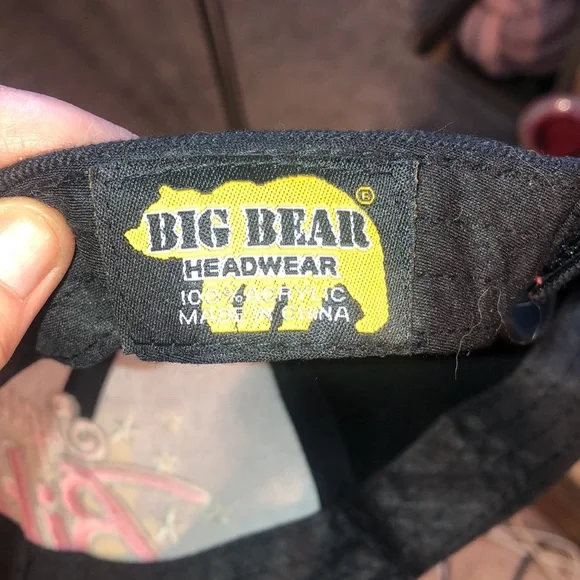 BIG BEAR ®
HEADWEAR
100% ACRYLIC
MADE IN CHINA